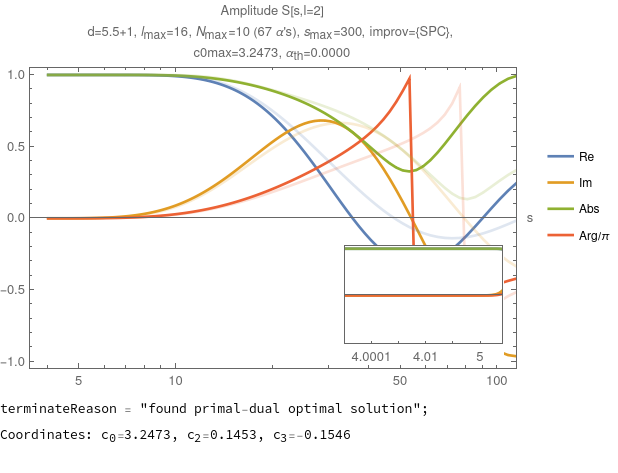 Amplitude S[s,l=2]
d=5.5+1, lmax=16, Nmax=10 (67 α's), smax=300, improv={SPC},
c0max=3.2473, αth=0.0000
1.0
0.5
0.0
−0.5
−1.0
5
10
50
100
s
Re
Im
Abs
Arg/π
4.0001
4.01
5
terminateReason = "found primal-dual optimal solution";
Coordinates: c0=3.2473, c2=0.1453, c3=-0.1546